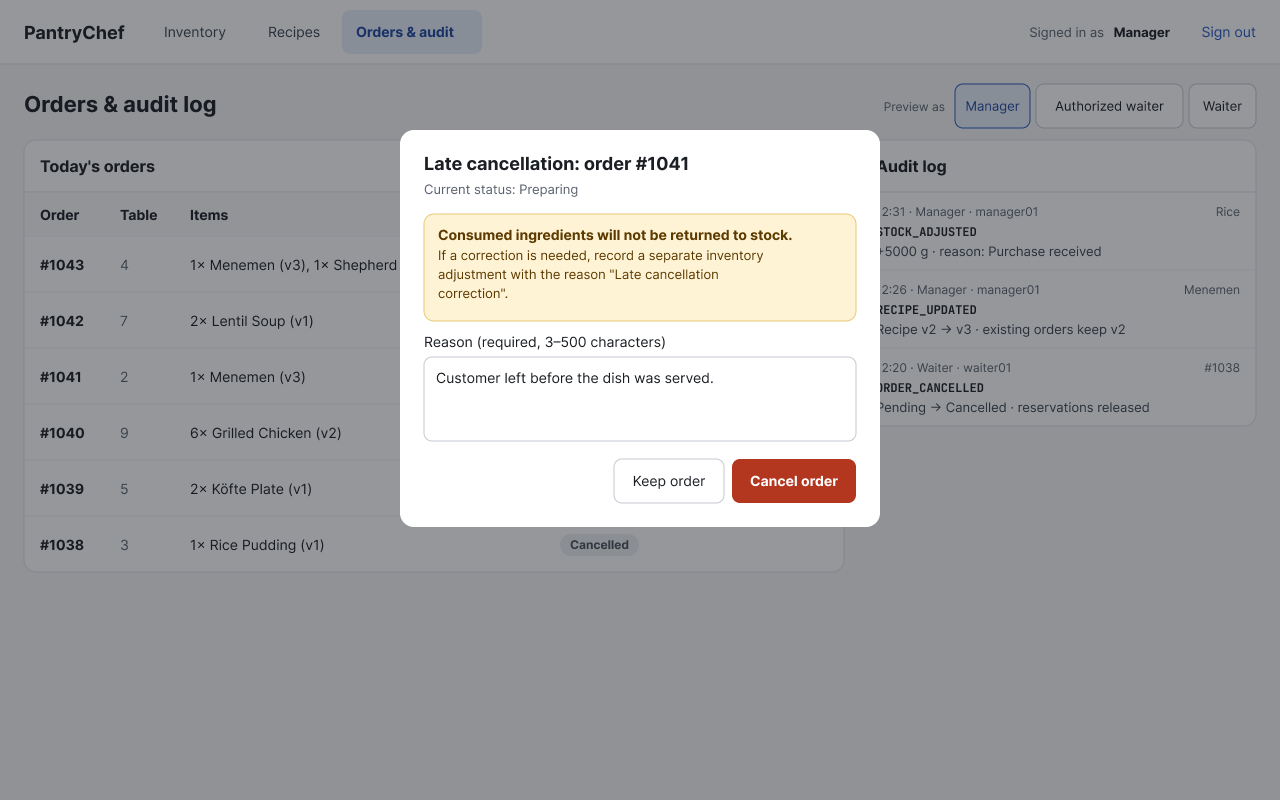 PantryChef Inventory Recipes Orders & audit Signed in as Manager Sign out
Orders & audit log Preview as Manager Authorized waiter Waiter
Today's orders
Order Table Items
#1043 4 1× Menemen (v3), 1× Shepherd
#1042 7 2× Lentil Soup (v1)
#1041 2 1× Menemen (v3)
#1040 9 6× Grilled Chicken (v2)
#1039 5 2× Köfte Plate (v1)
#1038 3 1× Rice Pudding (v1) Cancelled
Late cancellation: order #1041
Current status: Preparing
Consumed ingredients will not be returned to stock.
If a correction is needed, record a separate inventory
adjustment with the reason "Late cancellation
correction".
Reason (required, 3–500 characters)
Customer left before the dish was served.
Keep order Cancel order
Audit log
2:31 · Manager · manager01 Rice
STOCK_ADJUSTED
+5000 g · reason: Purchase received
2:26 · Manager · manager01 Menemen
RECIPE_UPDATED
Recipe v2 → v3 · existing orders keep v2
2:20 · Waiter · waiter01 #1038
ORDER_CANCELLED
Pending → Cancelled · reservations released